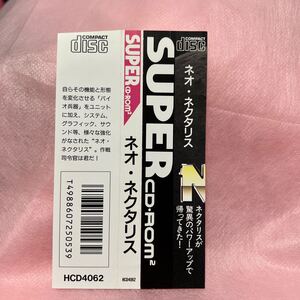 COMPACT
disc
自らその機能と形態
を変化させる「バイ
オ兵器」をユニット
に加え、システム、
グラフィック、サウ
ンド等、様々な強化
がなされた“ネオ・
ネクタリス”。作戦
司令官は君だ!
T4988607250539
HCD4062
SUPER
CD-ROM²
ネオ・ネクタリス
HCD4062
SUPER CD-ROM²
COMPACT
disc
ネオ・ネクタリス
N
ネクタリスが
驚異のパワーアップで
帰ってきた!